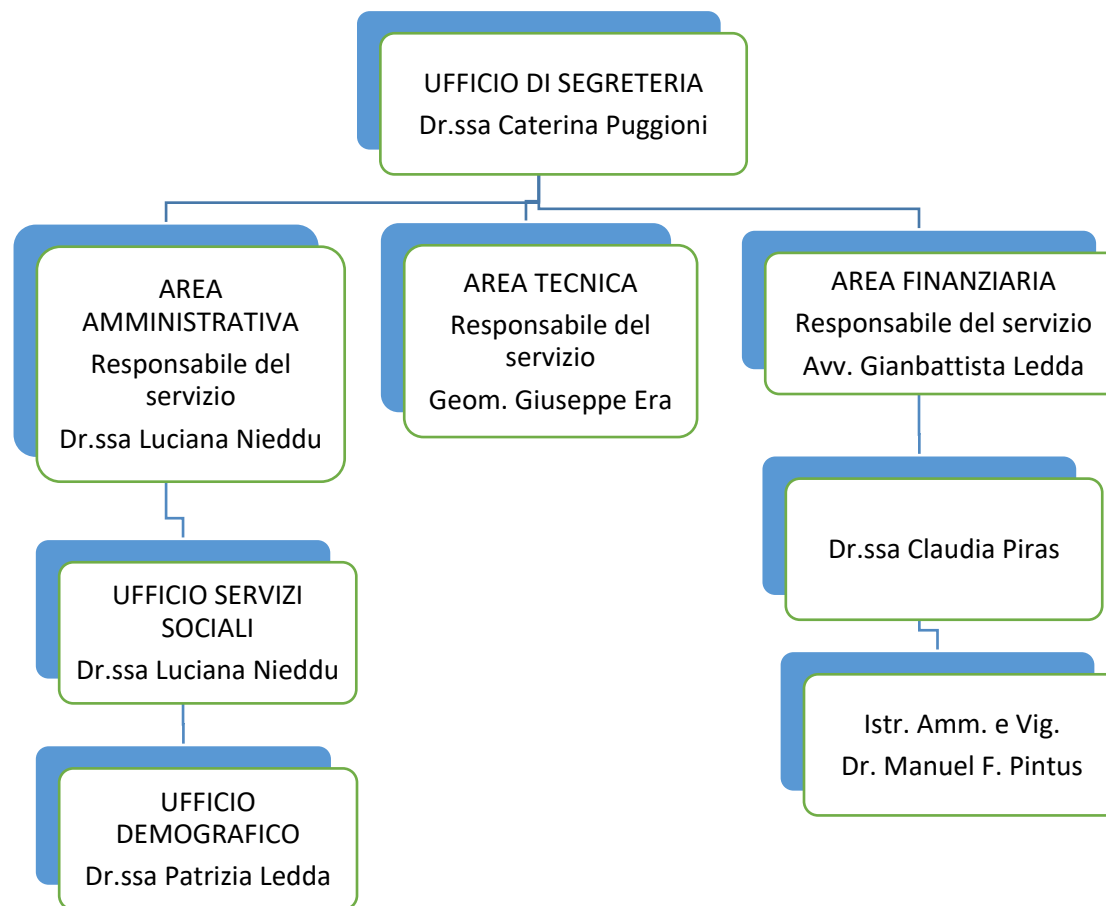 UFFICIO DI SEGRETERIA
Dr.ssa Caterina Puggioni
AREA
AMMINISTRATIVA
Responsabile del
servizio
Dr.ssa Luciana Nieddu
AREA TECNICA
Responsabile del
servizio
Geom. Giuseppe Era
AREA FINANZIARIA
Responsabile del servizio
Avv. Gianbattista Ledda
UFFICIO SERVIZI
SOCIALI
Dr.ssa Luciana Nieddu
Dr.ssa Claudia Piras
UFFICIO
DEMOGRAFICO
Dr.ssa Patrizia Ledda
Istr. Amm. e Vig.
Dr. Manuel F. Pintus